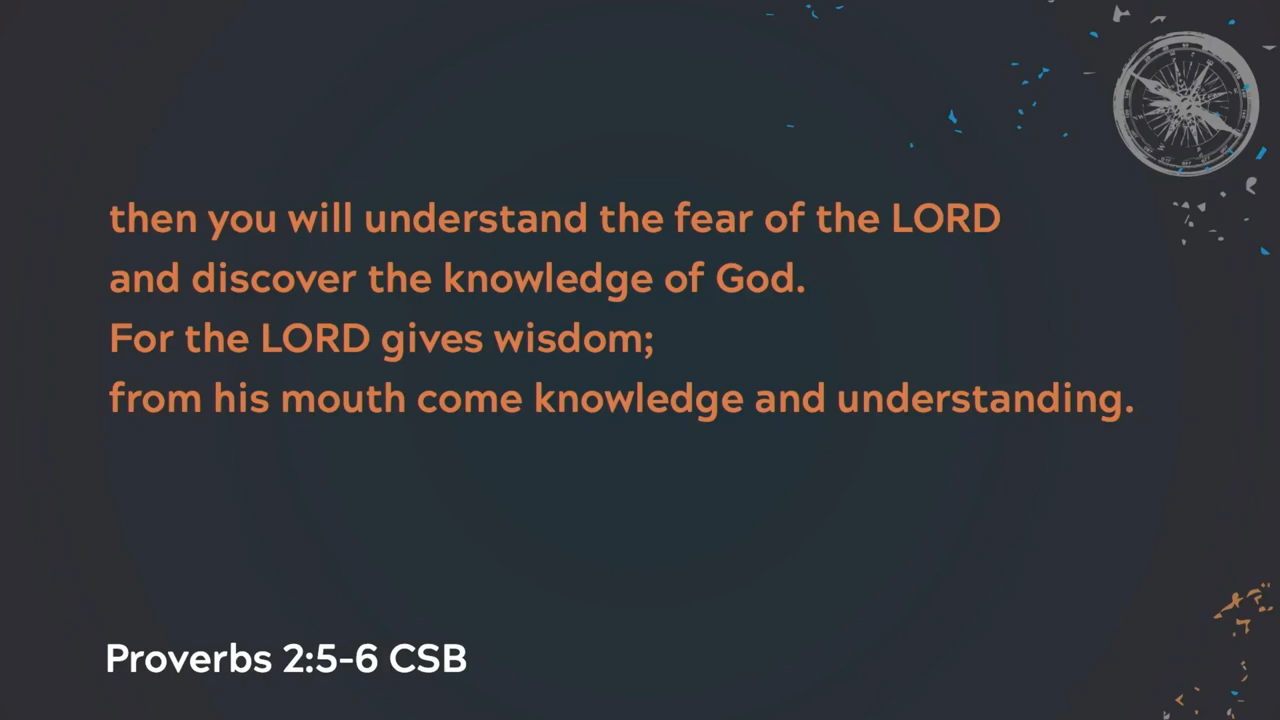 then you will understand the fear of the LORD
and discover the knowledge of God.
For the LORD gives wisdom;
from his mouth come knowledge and understanding.
Proverbs 2:5-6 CSB